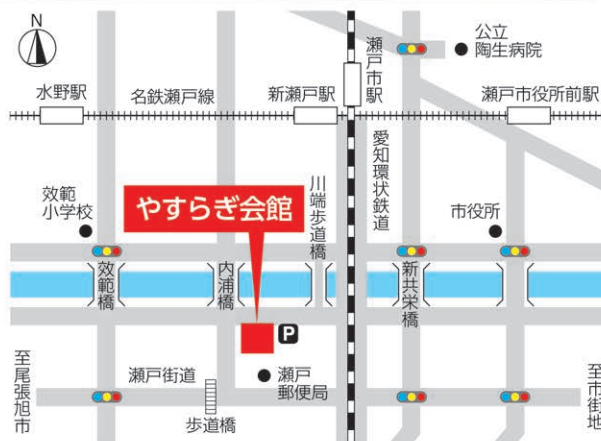 N
公立
陶生病院
瀬戸市駅
水野駅
名鉄瀬戸線
新瀬戸駅
瀬戸市役所前駅
愛知環状鉄道
川端歩道橋
効範
小学校
やすらぎ会館
市役所
効範橋
内浦橋
新共栄橋
P
至尾張旭市
瀬戸街道
瀬戸
郵便局
至市街地
歩道橋